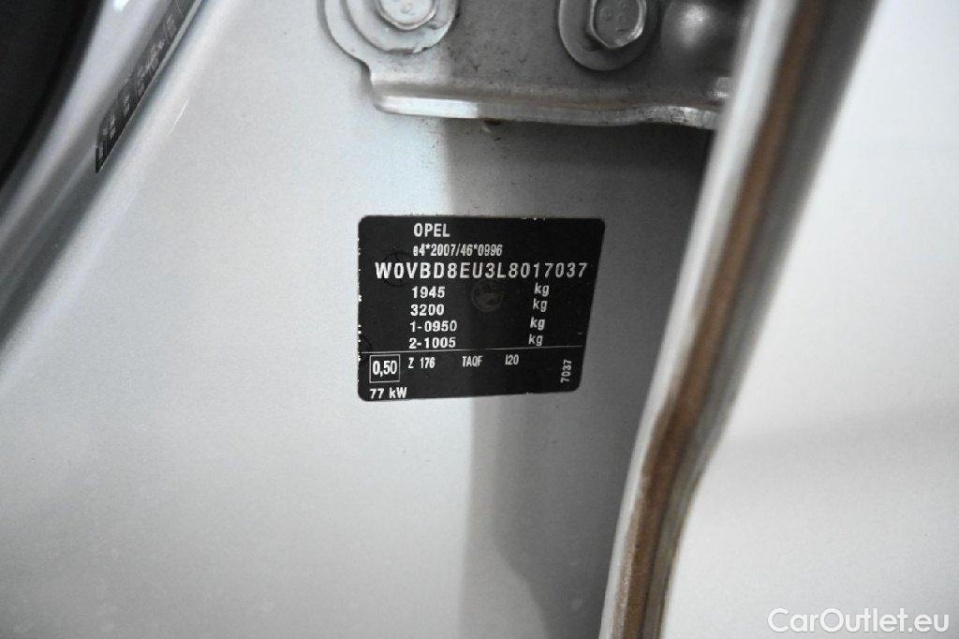 OPEL
e4*2007/46*0996
W0VBD8EU3L8017037
1945 kg
3200 kg
1-0950 kg
2-1005 kg
0,50 Z 176 TAQF I20
77 kW
7037
CarOutlet.eu